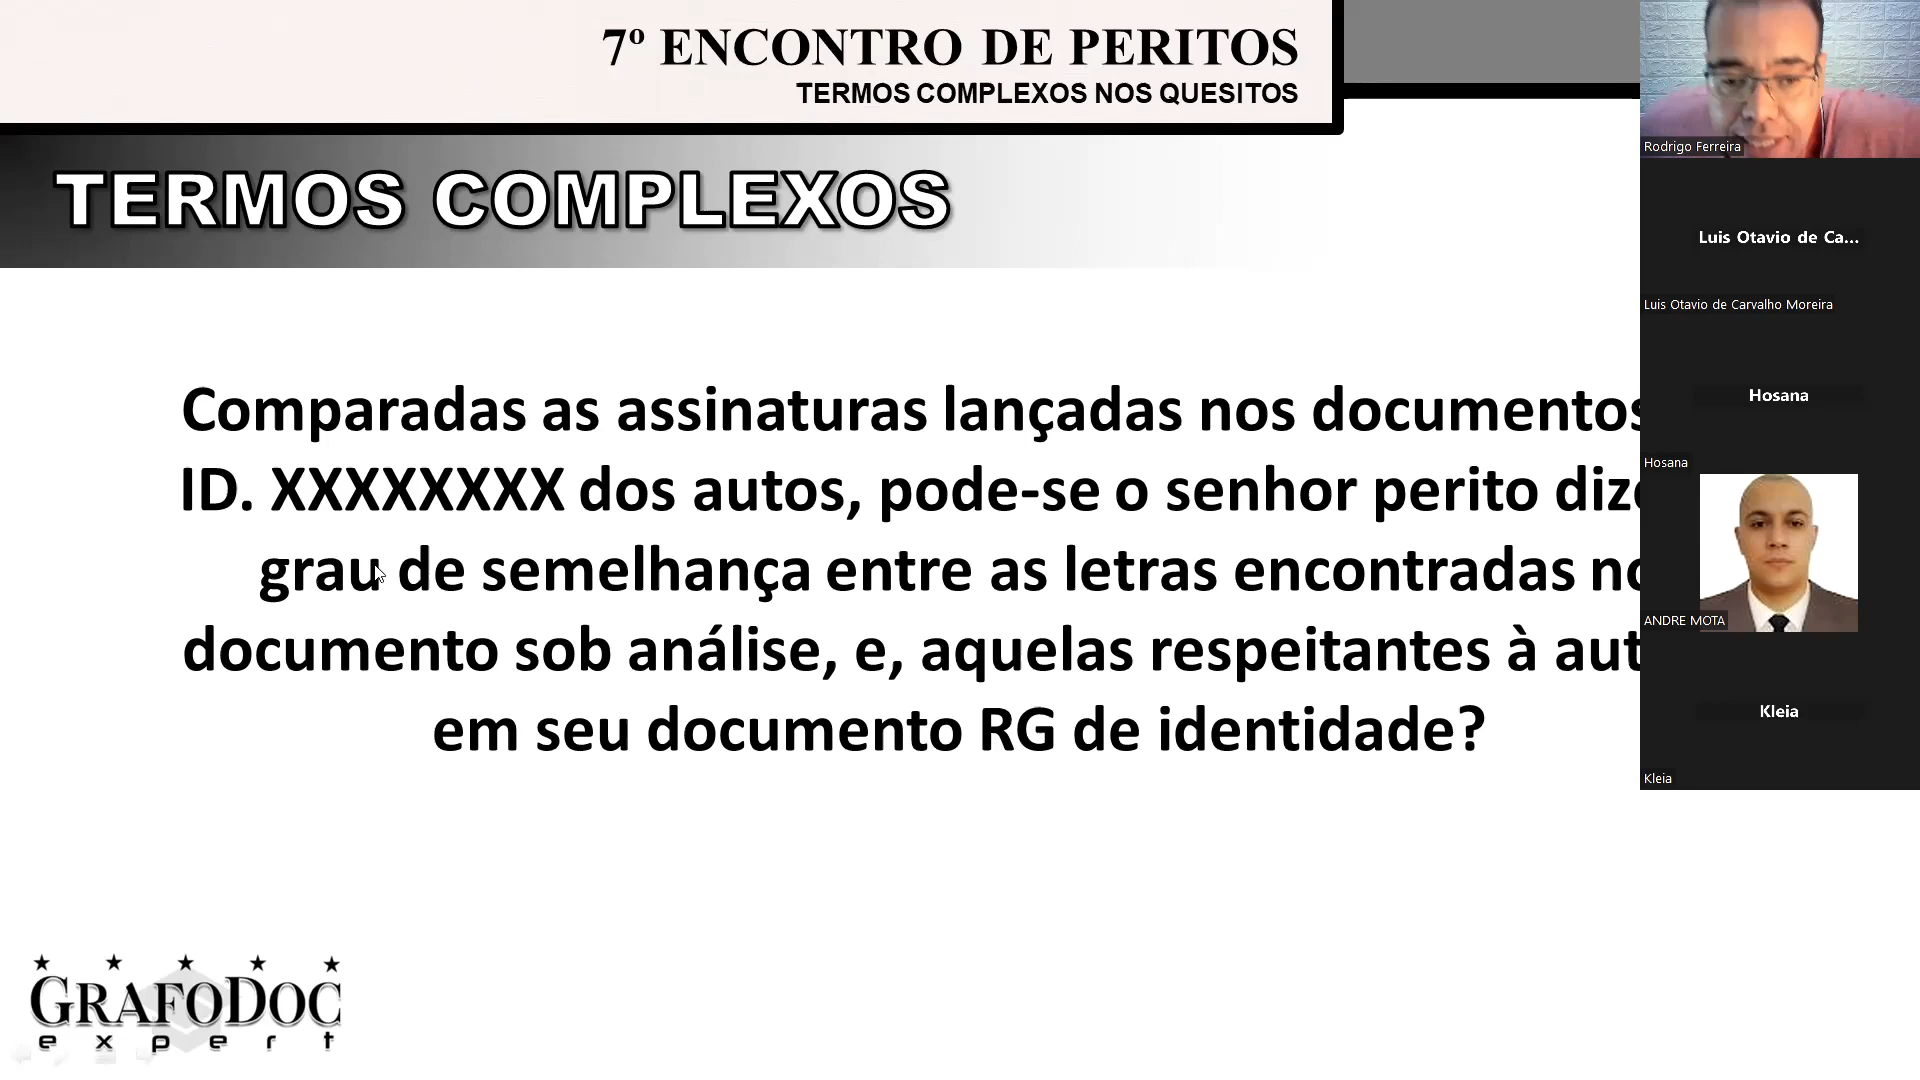 7º ENCONTRO DE PERITOS
TERMOS COMPLEXOS NOS QUESITOS
TERMOS COMPLEXOS
Comparadas as assinaturas lançadas nos documentos
ID. XXXXXXXX dos autos, pode-se o senhor perito
grau de semelhança entre as letras encontradas
documento sob análise, e, aquelas respeitantes à
em seu documento RG de identidade?
GRAFODOC
expert
Rodrigo Ferreira
Luis Otavio de Ca...
Luis Otavio de Carvalho Moreira
Hosana
Hosana
ANDRE MOTA
Kleia
Kleia